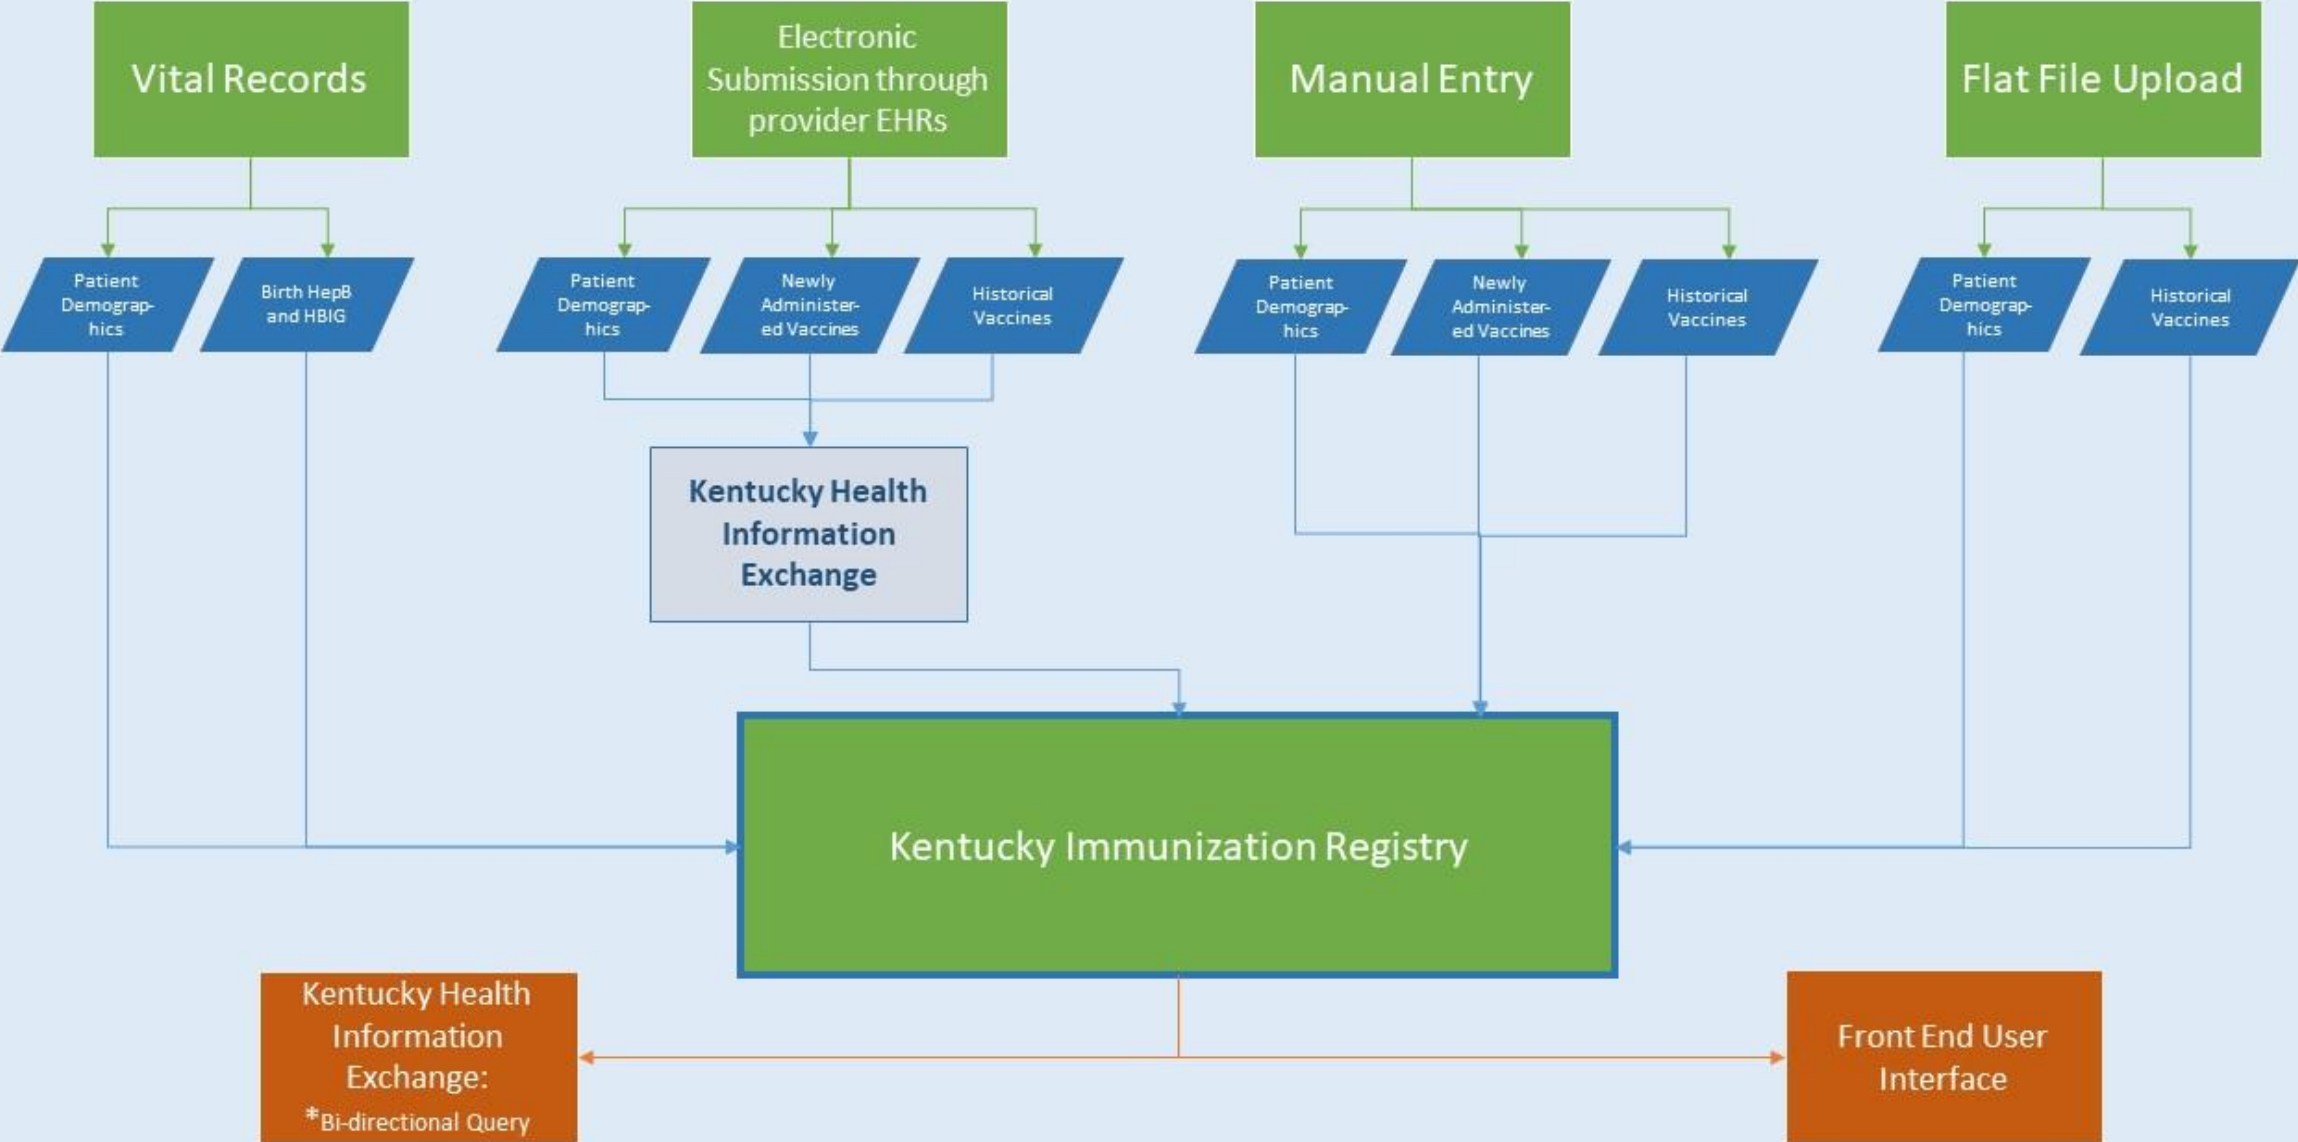 Vital Records
Electronic
Submission through
provider EHRs
Manual Entry
Flat File Upload
Patient
Demograp-
hics
Birth HepB
and HBIG
Patient
Demograp-
hics
Newly
Administer-
ed Vaccines
Historical
Vaccines
Patient
Demograp-
hics
Newly
Administer-
ed Vaccines
Historical
Vaccines
Patient
Demograp-
hics
Historical
Vaccines
Kentucky Health
Information
Exchange
Kentucky Immunization Registry
Kentucky Health
Information
Exchange:
*Bi-directional Query
Front End User
Interface